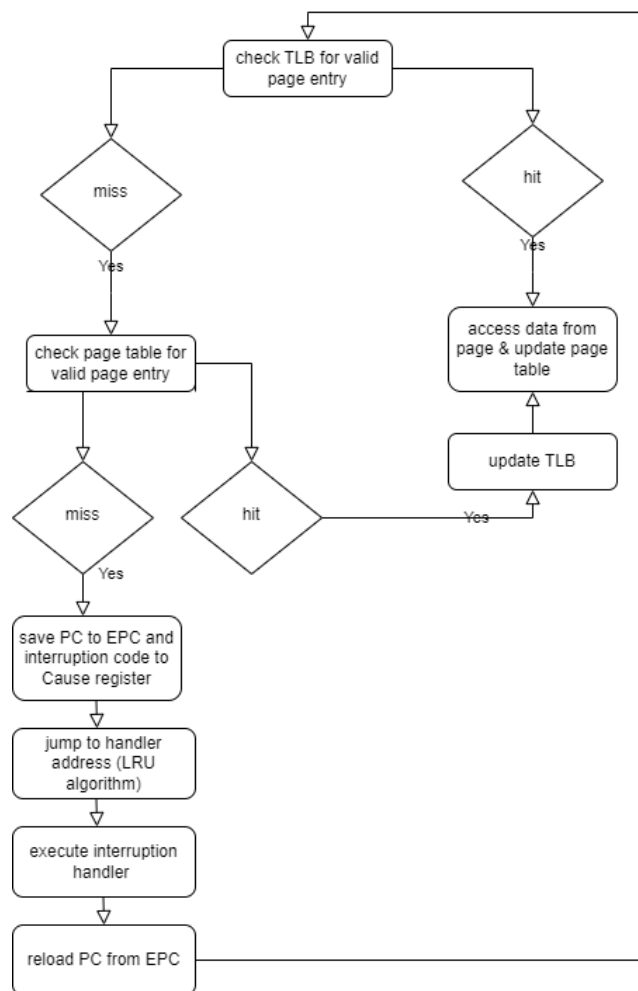 check TLB for valid
page entry
miss
hit
Yes
Yes
check page table for
valid page entry
access data from
page & update page
table
update TLB
miss
hit
Yes
Yes
save PC to EPC and
interruption code to
Cause register
jump to handler
address (LRU
algorithm)
execute interruption
handler
reload PC from EPC